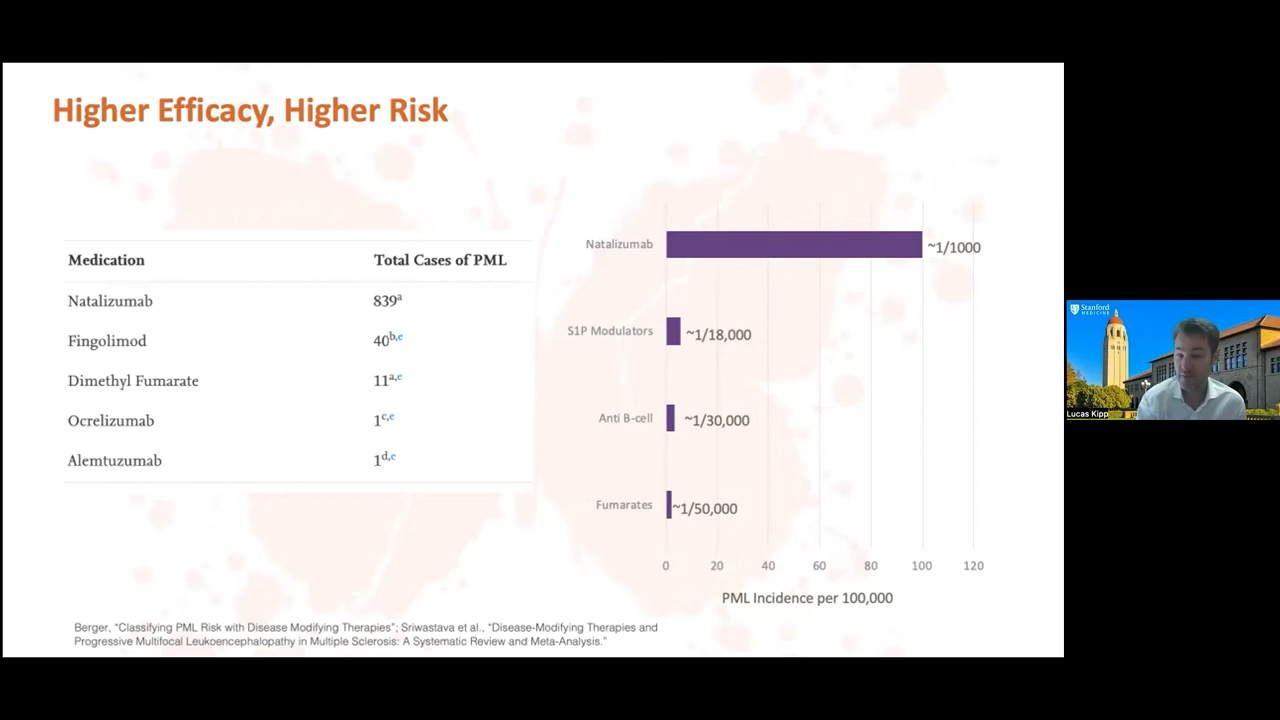 Higher Efficacy, Higher Risk
Medication Total Cases of PML
Natalizumab 839a
Fingolimod 40b,e
Dimethyl Fumarate 11a,e
Ocrelizumab 1c,e
Alemtuzumab 1d,e
Natalizumab ~1/1000
S1P Modulators ~1/18,000
Anti B-cell ~1/30,000
Fumarates ~1/50,000
0 20 40 60 80 100 120
PML Incidence per 100,000
Berger, “Classifying PML Risk with Disease Modifying Therapies”; Sriwastava et al., “Disease-Modifying Therapies and
Progressive Multifocal Leukoencephalopathy in Multiple Sclerosis: A Systematic Review and Meta-Analysis.”
Stanford
MEDICINE
Lucas Kipp